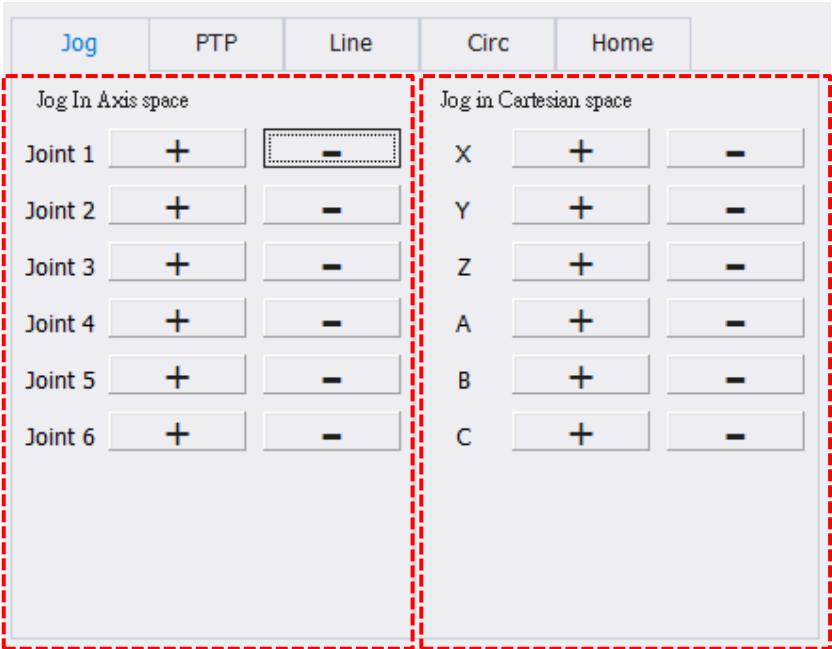 Jog PTP Line Circ Home
Jog In Axis space
Joint 1 + -
Joint 2 + -
Joint 3 + -
Joint 4 + -
Joint 5 + -
Joint 6 + -
Jog in Cartesian space
X + -
Y + -
Z + -
A + -
B + -
C + -